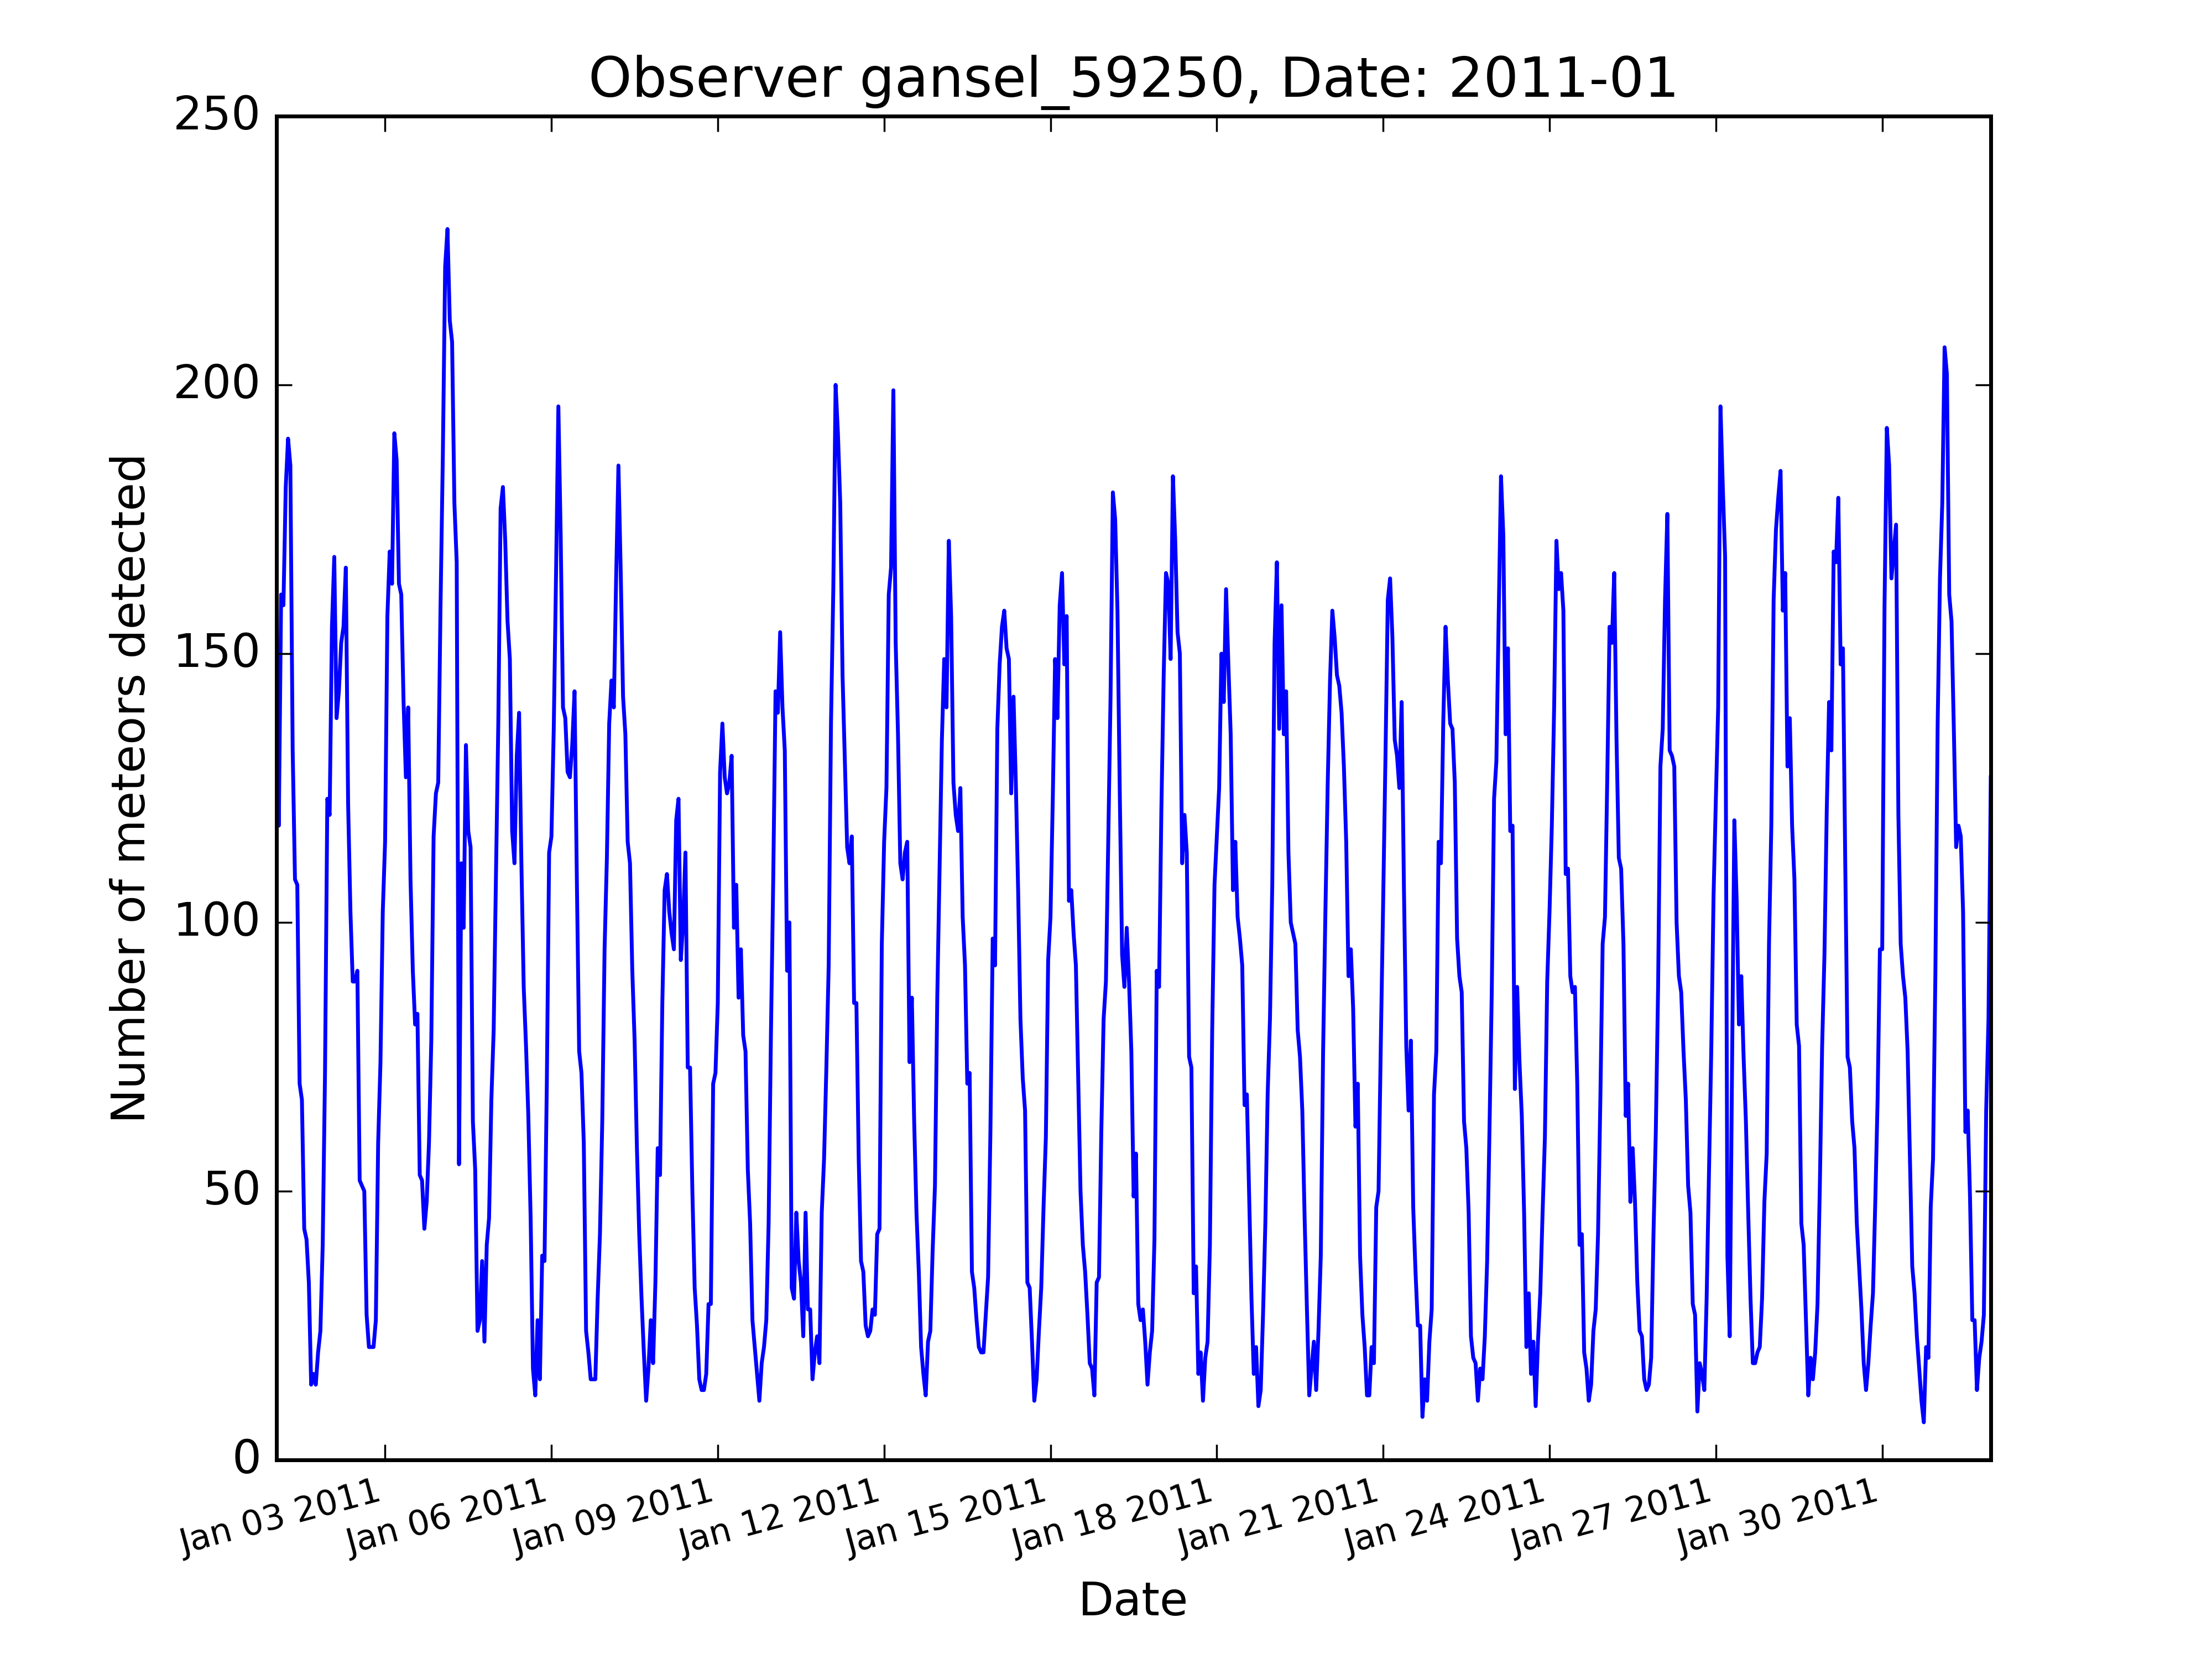 Observer gansel_59250, Date: 2011-01
250
200
150
100
50
0
Number of meteors detected
Jan 03 2011
Jan 06 2011
Jan 09 2011
Jan 12 2011
Jan 15 2011
Jan 18 2011
Jan 21 2011
Jan 24 2011
Jan 27 2011
Jan 30 2011
Date